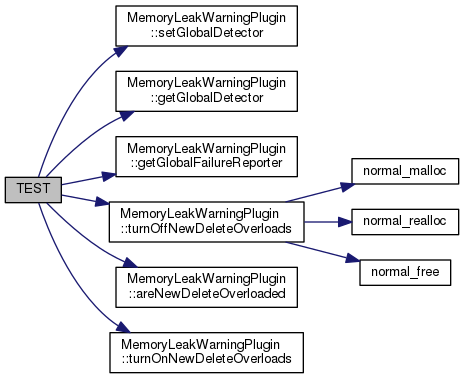 MemoryLeakWarningPlugin
::setGlobalDetector
MemoryLeakWarningPlugin
::getGlobalDetector
MemoryLeakWarningPlugin
::getGlobalFailureReporter
TEST
MemoryLeakWarningPlugin
::turnOffNewDeleteOverloads
normal_malloc
normal_realloc
normal_free
MemoryLeakWarningPlugin
::areNewDeleteOverloaded
MemoryLeakWarningPlugin
::turnOnNewDeleteOverloads